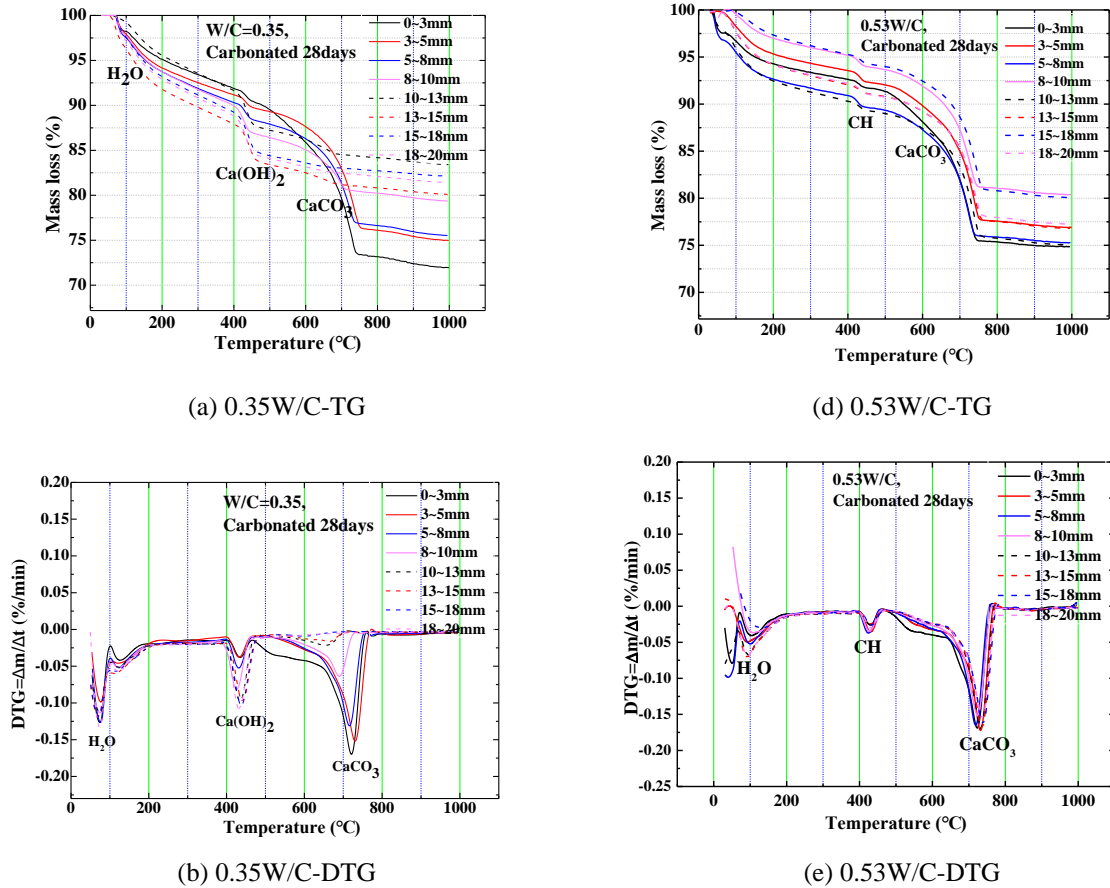 100
95
90
85
80
75
70
Mass loss (%)
W/C=0.35,
Carbonated 28days
0~3mm
3~5mm
5~8mm
8~10mm
10~13mm
13~15mm
15~18mm
18~20mm
H2O
Ca(OH)2
CaCO3
0 200 400 600 800 1000
Temperature (°C)
(a) 0.35W/C-TG
100
95
90
85
80
75
70
Mass loss (%)
0.53W/C,
Carbonated 28days
0~3mm
3~5mm
5~8mm
8~10mm
10~13mm
13~15mm
15~18mm
18~20mm
CH
CaCO3
0 200 400 600 800 1000
Temperature (°C)
(d) 0.53W/C-TG
0.20
0.15
0.10
0.05
0.00
-0.05
-0.10
-0.15
-0.20
DTG=Δm/Δt (%/min)
W/C=0.35,
Carbonated 28days
0~3mm
3~5mm
5~8mm
8~10mm
10~13mm
13~15mm
15~18mm
18~20mm
H2O
Ca(OH)2
CaCO3
0 200 400 600 800 1000
Temperature (°C)
(b) 0.35W/C-DTG
0.20
0.15
0.10
0.05
0.00
-0.05
-0.10
-0.15
-0.20
-0.25
DTG=Δm/Δt (%/min)
0.53W/C,
Carbonated 28days
0~3mm
3~5mm
5~8mm
8~10mm
10~13mm
13~15mm
15~18mm
18~20mm
H2O
CH
CaCO3
0 200 400 600 800 1000
Temperature (°C)
(e) 0.53W/C-DTG